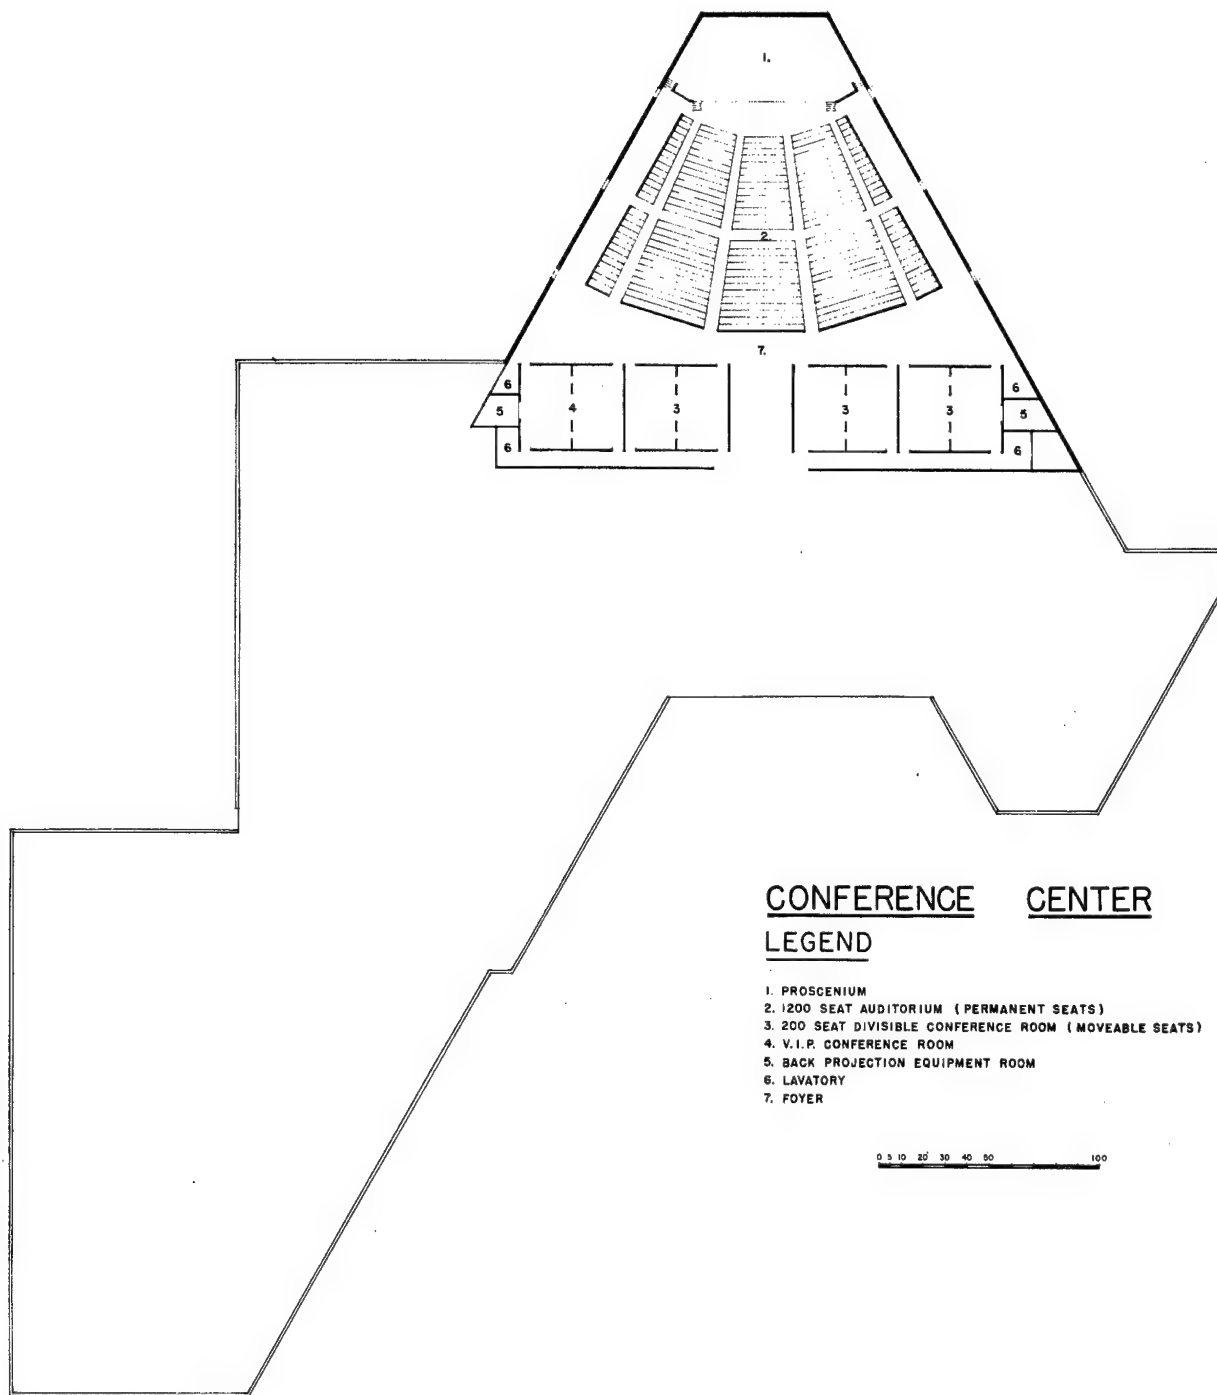 1.
2.
7.
6
4
3
3
3
6
5
5
6
6
CONFERENCE CENTER
LEGEND
1. PROSCENIUM
2. 1200 SEAT AUDITORIUM (PERMANENT SEATS)
3. 200 SEAT DIVISIBLE CONFERENCE ROOM (MOVEABLE SEATS)
4. V.I.P. CONFERENCE ROOM
5. BACK PROJECTION EQUIPMENT ROOM
6. LAVATORY
7. FOYER
0 5 10 20 30 40 50 100